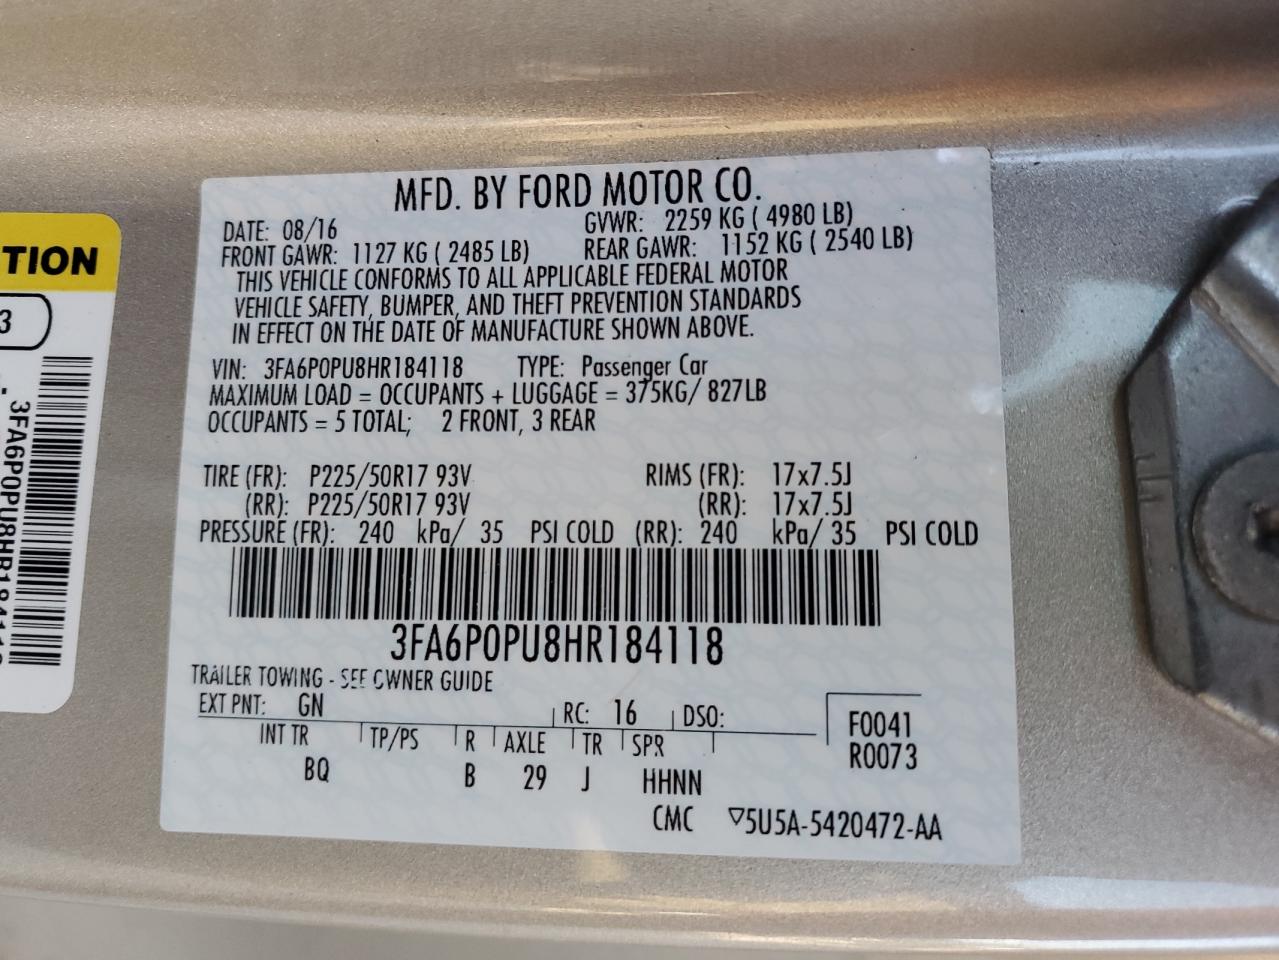 MFD. BY FORD MOTOR CO.
DATE: 08/16 GVWR: 2259 KG ( 4980 LB)
FRONT GAWR: 1127 KG ( 2485 LB) REAR GAWR: 1152 KG ( 2540 LB)
THIS VEHICLE CONFORMS TO ALL APPLICABLE FEDERAL MOTOR
VEHICLE SAFETY, BUMPER, AND THEFT PREVENTION STANDARDS
IN EFFECT ON THE DATE OF MANUFACTURE SHOWN ABOVE.
VIN: 3FA6P0PU8HR184118 TYPE: Passenger Car
MAXIMUM LOAD = OCCUPANTS + LUGGAGE = 375KG/ 827LB
OCCUPANTS = 5 TOTAL; 2 FRONT, 3 REAR
TIRE (FR): P225/50R17 93V RIMS (FR): 17x7.5J
(RR): P225/50R17 93V (RR): 17x7.5J
PRESSURE (FR): 240 kPa/ 35 PSI COLD (RR): 240 kPa/ 35 PSI COLD
3FA6P0PU8HR184118
TRAILER TOWING - SEE OWNER GUIDE
EXT PNT: GN RC: 16 DSO: F0041
INT TR TP/PS R AXLE TR SPR R0073
BQ B 29 J HHNN
CMC ▽5U5A-5420472-AA
TION
3
3FA6P0PU8HR184118